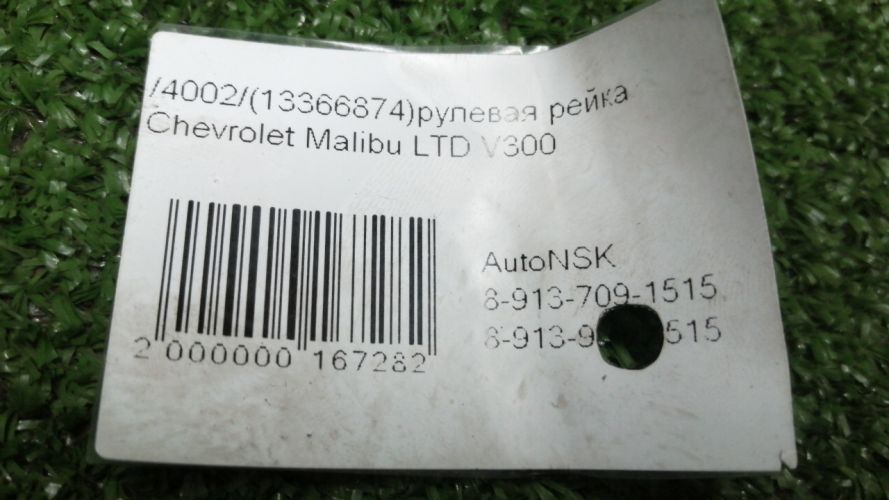 /4002/(13366874)рулевая рейка
Chevrolet Malibu LTD V300
AutoNSK
8-913-709-1515
2 000000 167282